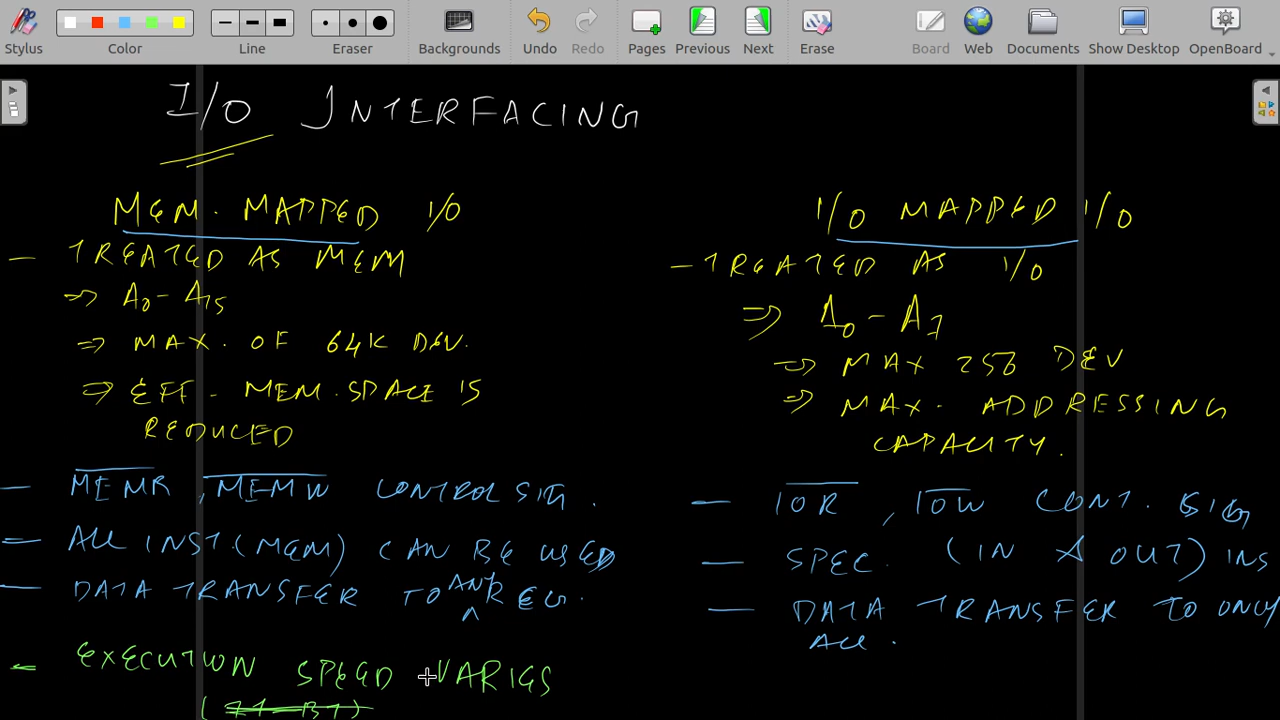 Stylus Color Line Eraser Backgrounds Undo Redo Pages Previous Next Erase Board Web Documents Show Desktop OpenBoard
I/O INTERFACING
MEM. MAPPED I/O
- TREATED AS MEM
⇒ A0 - A15
⇒ MAX. OF 64K DEV.
⇒ EFF - MEM. SPACE IS
REDUCED
- MEMR, MEMW CONTROL SIG.
- ALL INST. (MEM) CAN BE USED
- DATA TRANSFER TO ANY REG.
- EXECUTION SPEED VARIES
I/O MAPPED I/O
- TREATED AS I/O
⇒ A0 - A7
⇒ MAX 256 DEV
⇒ MAX. ADDRESSING
CAPACITY.
- IOR, IOW CONT. SIG
- SPEC. (IN & OUT) INS
- DATA TRANSFER TO ONLY
ACC.